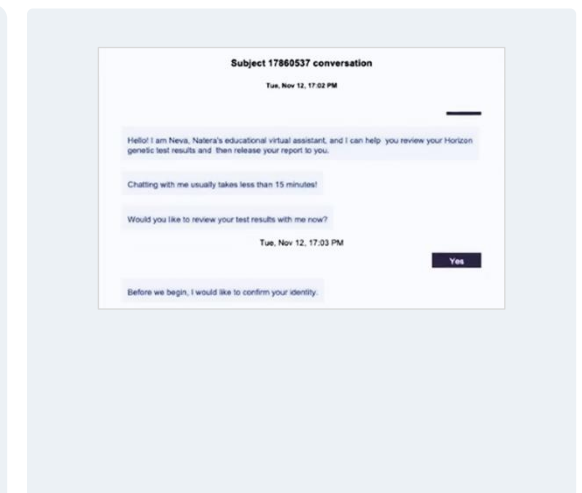 Subject 17860537 conversation
Tue, Nov 12, 17:02 PM
Hello! I am Neva, Natera's educational virtual assistant, and I can help you review your Horizon
genetic test results and then release your report to you.
Chatting with me usually takes less than 15 minutes!
Would you like to review your test results with me now?
Tue, Nov 12, 17:03 PM
Yes
Before we begin, I would like to confirm your identity.